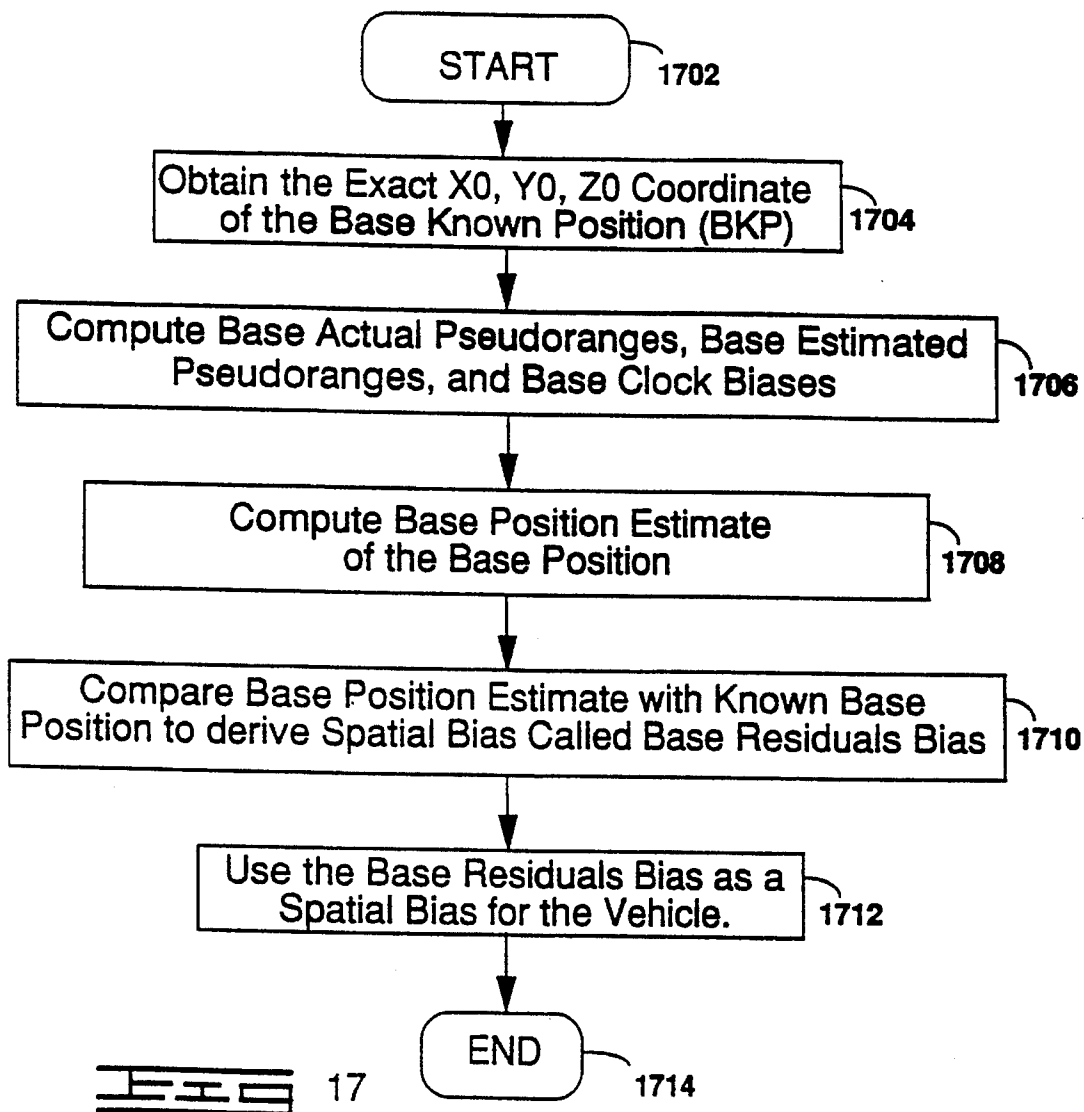 START
1702
Obtain the Exact X0, Y0, Z0 Coordinate
of the Base Known Position (BKP)
1704
Compute Base Actual Pseudoranges, Base Estimated
Pseudoranges, and Base Clock Biases
1706
Compute Base Position Estimate
of the Base Position
1708
Compare Base Position Estimate with Known Base
Position to derive Spatial Bias Called Base Residuals Bias
1710
Use the Base Residuals Bias as a
Spatial Bias for the Vehicle.
1712
END
1714
FIG 17